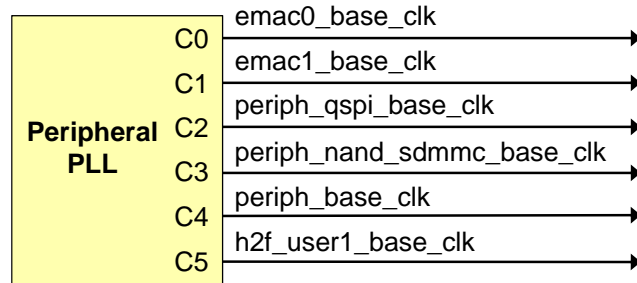 Peripheral
PLL
C0
emac0_base_clk
C1
emac1_base_clk
C2
periph_qspi_base_clk
C3
periph_nand_sdmmc_base_clk
C4
periph_base_clk
C5
h2f_user1_base_clk